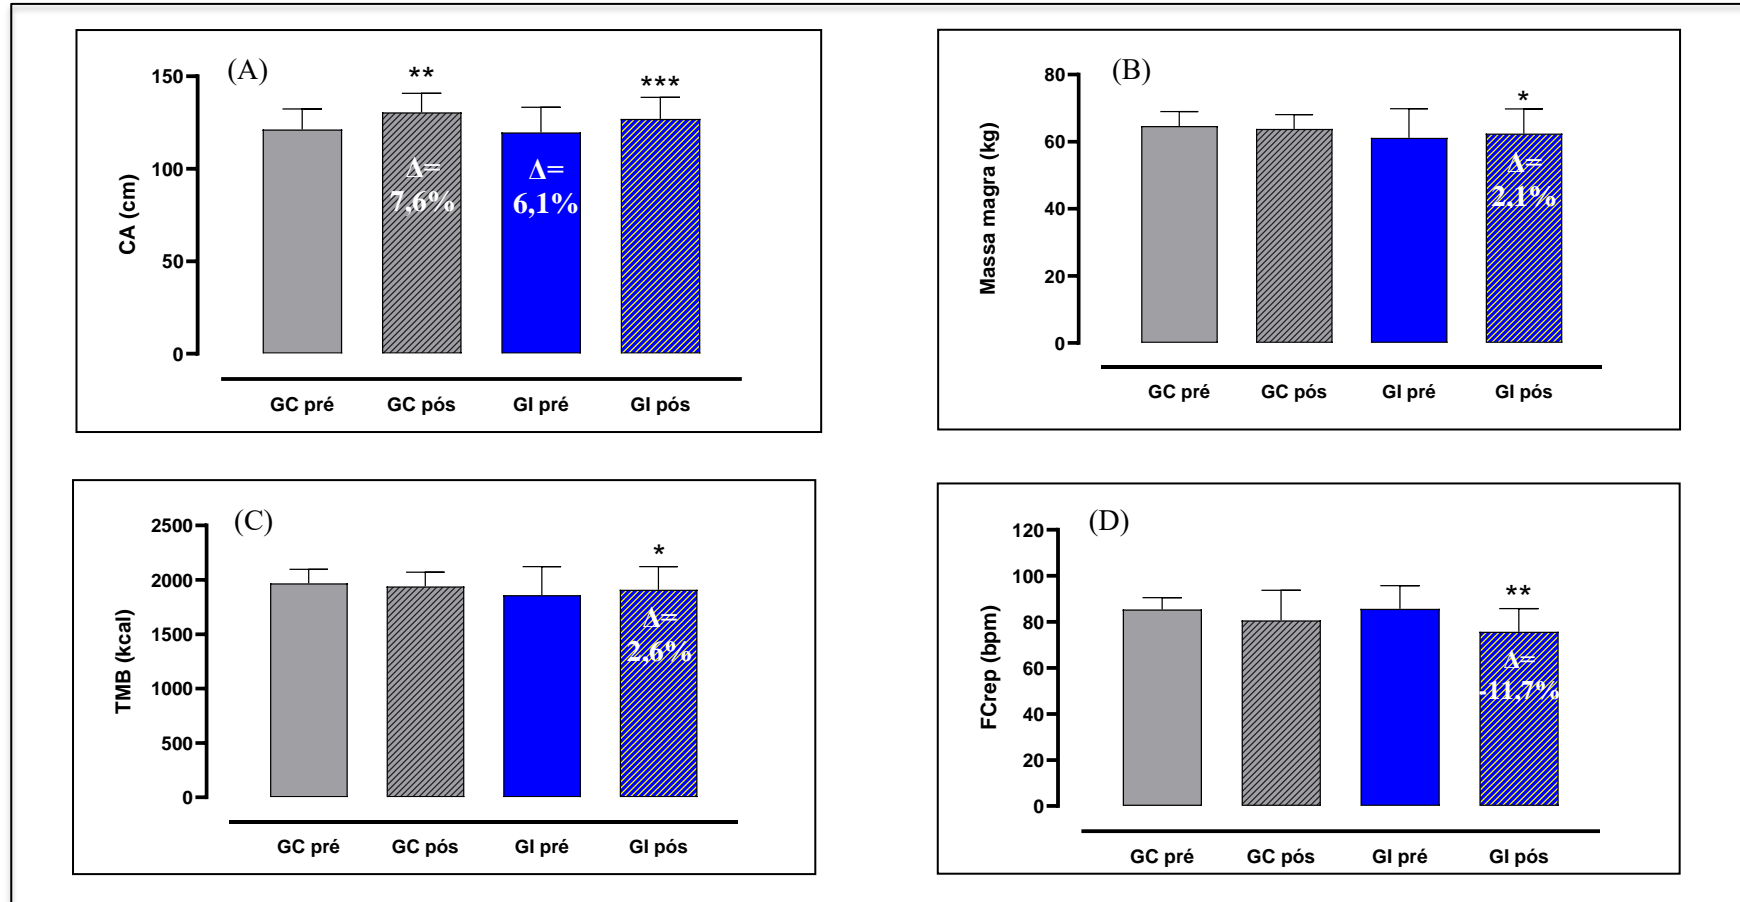 (A)
**
***
150
100
50
0
CA (cm)
Δ=
7,6%
Δ=
6,1%
GC pré GC pós GI pré GI pós
(B)
*
80
60
40
20
0
Massa magra (kg)
Δ=
2,1%
GC pré GC pós GI pré GI pós
(C)
*
2500
2000
1500
1000
500
0
TMB (kcal)
Δ=
2,6%
GC pré GC pós GI pré GI pós
(D)
**
120
100
80
60
40
20
0
FCrep (bpm)
Δ=
-11,7%
GC pré GC pós GI pré GI pós